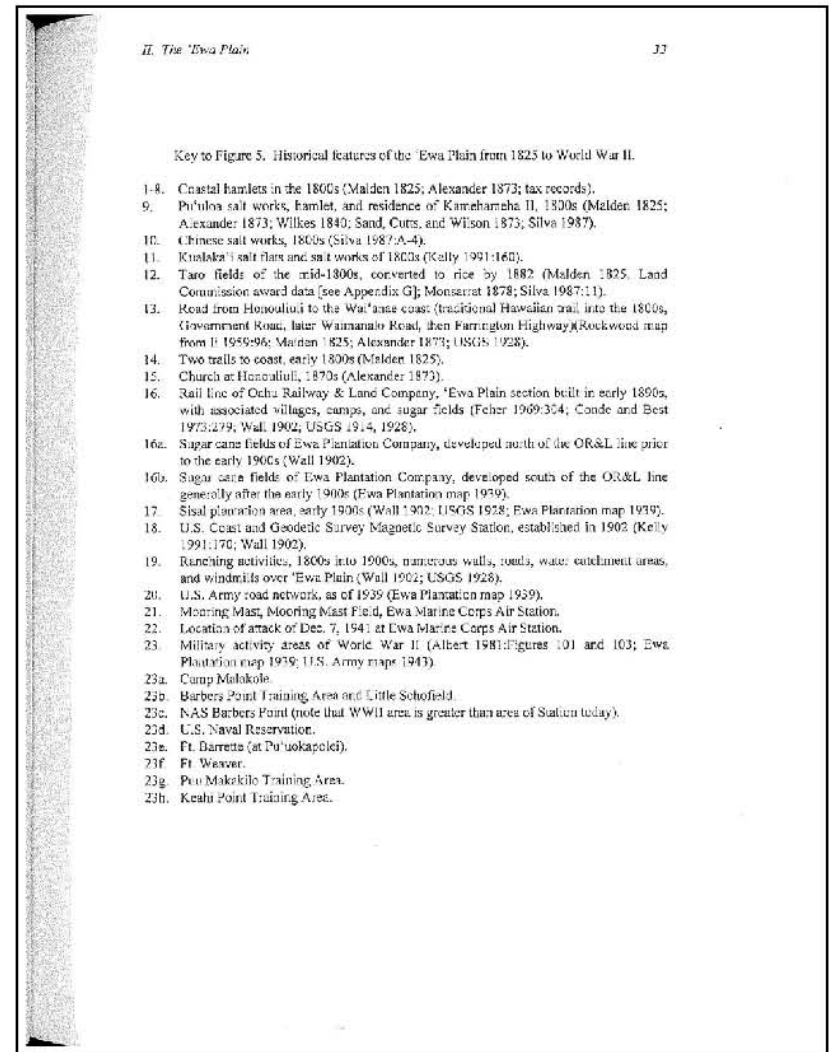 II. The ʻEwa Plain 33
Key to Figure 5. Historical features of the ʻEwa Plain from 1825 to World War II.
1-8. Coastal hamlets in the 1800s (Malden 1825; Alexander 1873; tax records).
9. Puʻuloa salt works, hamlet, and residence of Kamehameha II, 1800s (Malden 1825;
Alexander 1873; Wilkes 1840; Sand, Cutts, and Wilson 1873; Silva 1987).
10. Chinese salt works, 1800s (Silva 1987:A-4).
11. Kualakaʻi salt flats and salt works of 1800s (Kelly 1991:160).
12. Taro fields of the mid-1800s, converted to rice by 1882 (Malden 1825, Land
Commission award data [see Appendix G]; Monsarrat 1878; Silva 1987:11).
13. Road from Honouliuli to the Waiʻanae coast (traditional Hawaiian trail into the 1800s,
Government Road, later Waimanalo Road, then Farrington Highway)(Rockwood map
from Ii 1959:96; Malden 1825; Alexander 1873; USGS 1928).
14. Two trails to coast, early 1800s (Malden 1825).
15. Church at Honouliuli, 1870s (Alexander 1873).
16. Rail line of Oahu Railway & Land Company, ʻEwa Plain section built in early 1890s,
with associated villages, camps, and sugar fields (Feher 1969:304; Conde and Best
1973:279; Wall 1902; USGS 1914, 1928).
16a. Sugar cane fields of Ewa Plantation Company, developed north of the OR&L line prior
to the early 1900s (Wall 1902).
16b. Sugar cane fields of Ewa Plantation Company, developed south of the OR&L line
generally after the early 1900s (Ewa Plantation map 1939).
17. Sisal plantation area, early 1900s (Wall 1902; USGS 1928; Ewa Plantation map 1939).
18. U.S. Coast and Geodetic Survey Magnetic Survey Station, established in 1902 (Kelly
1991:170; Wall 1902).
19. Ranching activities, 1800s into 1900s, numerous walls, roads, water catchment areas,
and windmills over ʻEwa Plain (Wall 1902; USGS 1928).
20. U.S. Army road network, as of 1939 (Ewa Plantation map 1939).
21. Mooring Mast, Mooring Mast Field, Ewa Marine Corps Air Station.
22. Location of attack of Dec. 7, 1941 at Ewa Marine Corps Air Station.
23. Military activity areas of World War II (Albert 1981:Figures 101 and 103; Ewa
Plantation map 1939; U.S. Army maps 1943).
23a. Camp Malakole.
23b. Barbers Point Training Area and Little Schofield.
23c. NAS Barbers Point (note that WWII area is greater than area of Station today).
23d. U.S. Naval Reservation.
23e. Ft. Barrette (at Puʻuokapolei).
23f. Ft. Weaver.
23g. Puu Makakilo Training Area.
23h. Keahi Point Training Area.